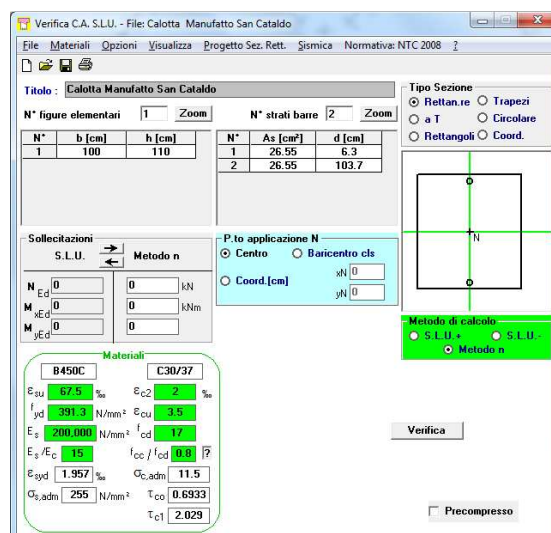 Verifica C.A. S.L.U. - File: Calotta Manufatto San Cataldo
File Materiali Opzioni Visualizza Progetto Sez. Rett. Sismica Normativa: NTC 2008 ?
Titolo : Calotta Manufatto San Cataldo
N° figure elementari 1 Zoom N° strati barre 2 Zoom
N° b [cm] h [cm]
1 100 110
N° As [cm²] d [cm]
1 26.55 6.3
2 26.55 103.7
Tipo Sezione
Rettan.re Trapezi
a T Circolare
Rettangoli Coord.
N
Sollecitazioni
S.L.U. Metodo n
N Ed 0 0 kN
M xEd 0 0 kNm
M yEd 0 0
P.to applicazione N
Centro Baricentro cls
Coord.[cm] xN 0
yN 0
Metodo di calcolo
S.L.U.+ S.L.U.-
Metodo n
Materiali
B450C C30/37
εsu 67.5 ‰ εc2 2 ‰
fyd 391.3 N/mm² εcu 3.5
Es 200,000 N/mm² fcd 17
Es /Ec 15 fcc / fcd 0.8 ?
εsyd 1.957 ‰ σc,adm 11.5
σs,adm 255 N/mm² τco 0.6933
τc1 2.029
Verifica
Precompresso